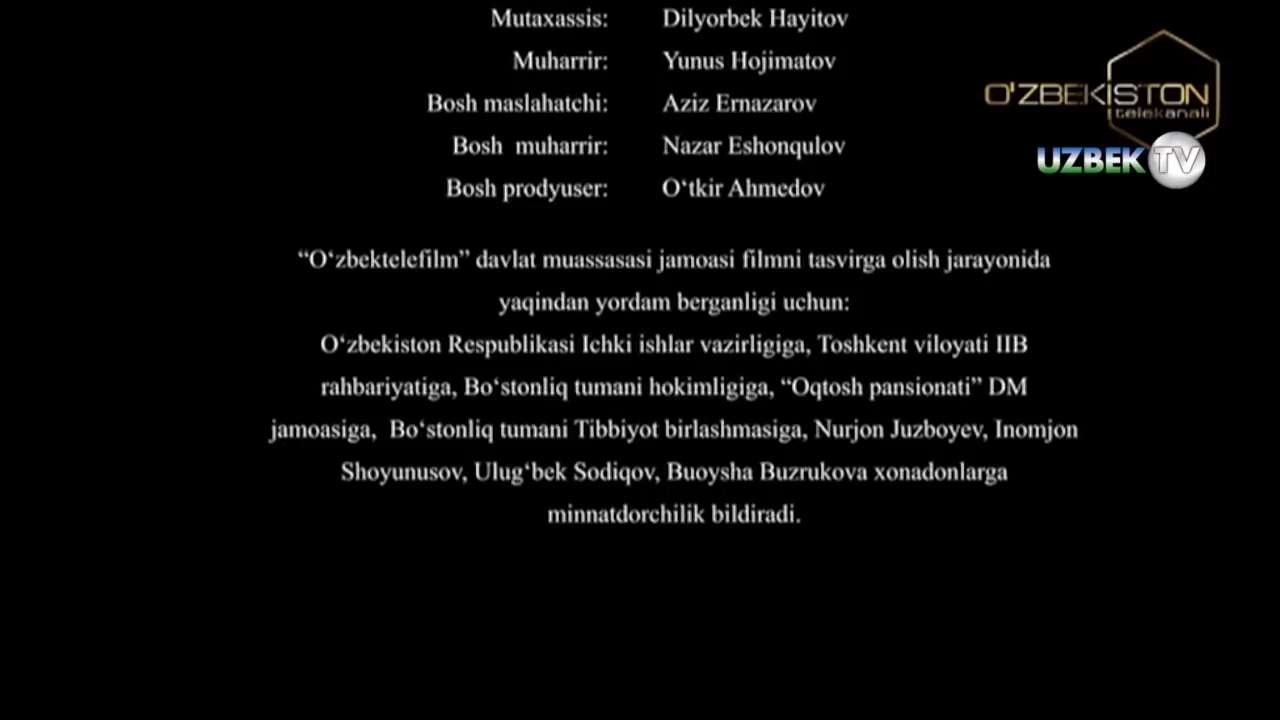 Mutaxassis: Dilyorbek Hayitov
Muharrir: Yunus Hojimatov
Bosh maslahatchi: Aziz Ernazarov
Bosh muharrir: Nazar Eshonqulov
Bosh prodyuser: O‘tkir Ahmedov
O'ZBEKISTON
telekanali
UZBEK TV
“O‘zbektelefilm” davlat muassasasi jamoasi filmni tasvirga olish jarayonida
yaqindan yordam berganligi uchun:
O‘zbekiston Respublikasi Ichki ishlar vazirligiga, Toshkent viloyati IIB
rahbariyatiga, Bo‘stonliq tumani hokimligiga, “Oqtosh pansionati” DM
jamoasiga, Bo‘stonliq tumani Tibbiyot birlashmasiga, Nurjon Juzboyev, Inomjon
Shoyunusov, Ulug‘bek Sodiqov, Buoysha Buzrukova xonadonlarga
minnatdorchilik bildiradi.